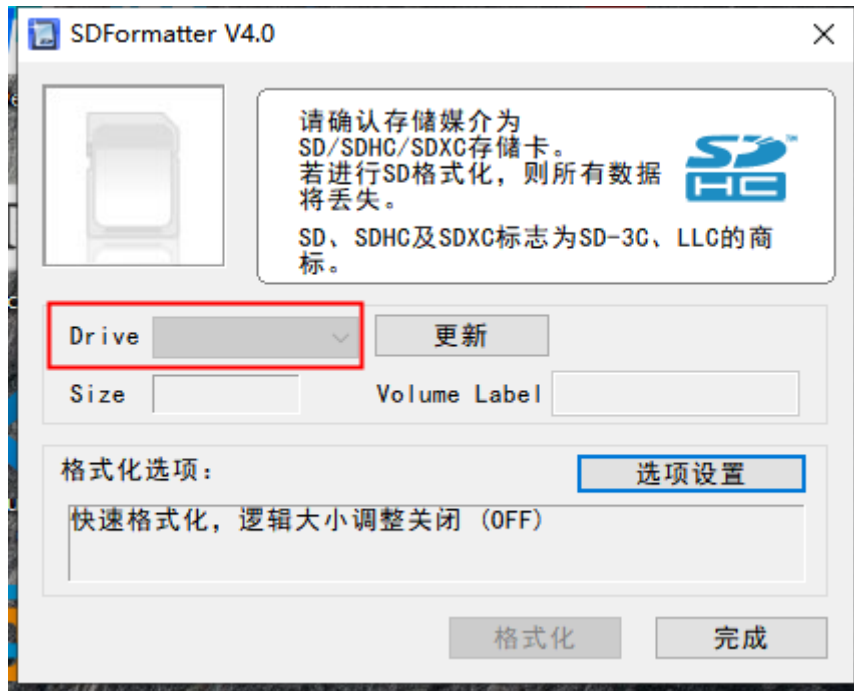 SDFormatter V4.0
请确认存储媒介为
SD/SDHC/SDXC存储卡。
若进行SD格式化，则所有数据
将丢失。
SD、SDHC及SDXC标志为SD-3C、LLC的商
标。
SD
HC
Drive
更新
Size
Volume Label
格式化选项：
选项设置
快速格式化，逻辑大小调整关闭 (OFF)
格式化
完成